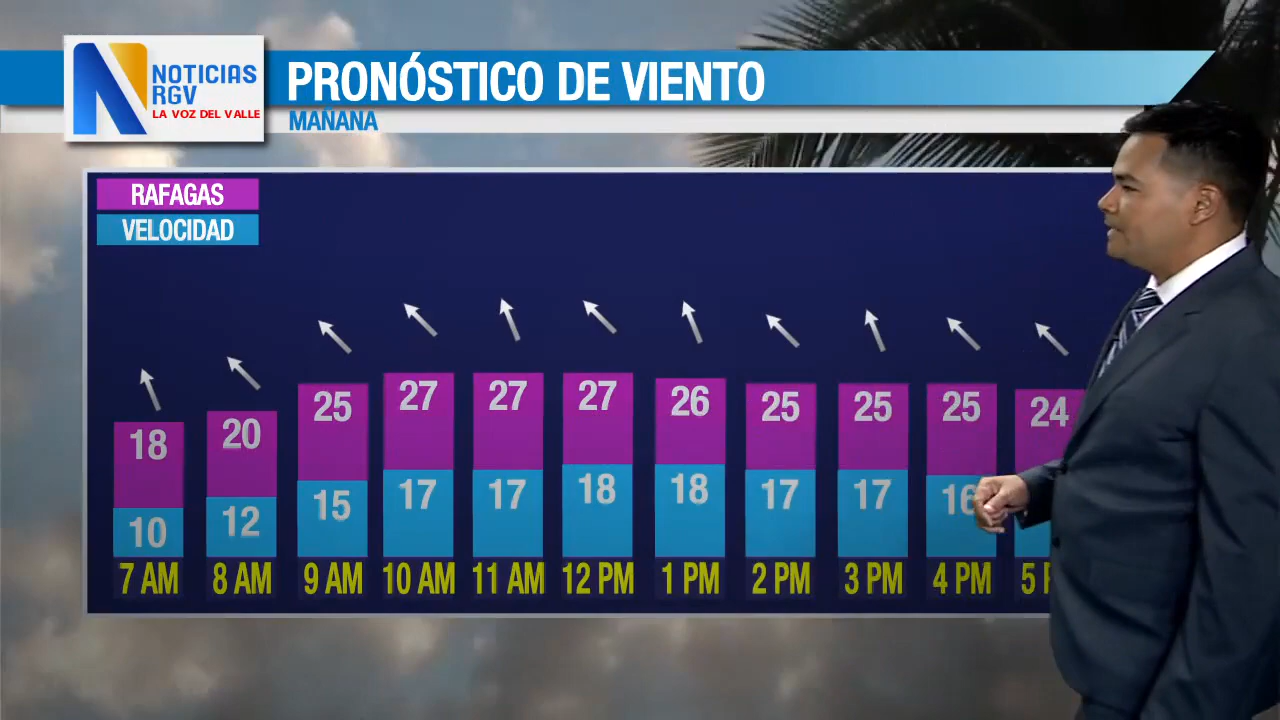 NOTICIAS
RGV
LA VOZ DEL VALLE
PRONÓSTICO DE VIENTO
MAÑANA
RAFAGAS
VELOCIDAD
18 20 25 27 27 27 26 25 25 25 24
10 12 15 17 17 18 18 17 17 16
7 AM 8 AM 9 AM 10 AM 11 AM 12 PM 1 PM 2 PM 3 PM 4 PM 5